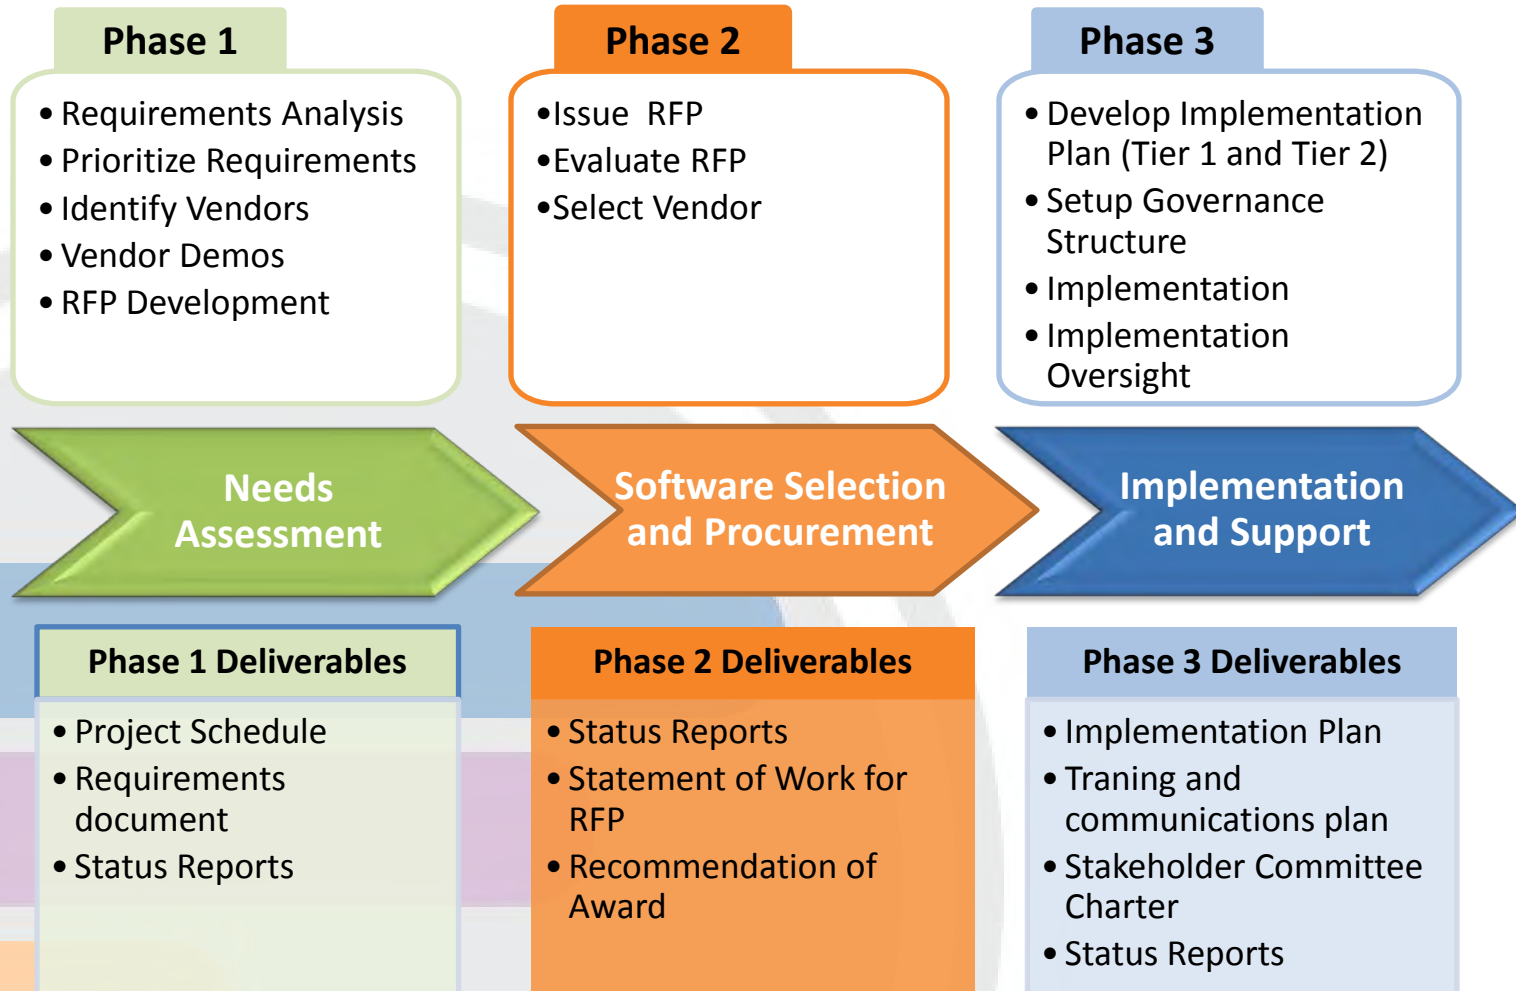 Phase 1
• Requirements Analysis
• Prioritize Requirements
• Identify Vendors
• Vendor Demos
• RFP Development
Phase 2
•Issue RFP
•Evaluate RFP
•Select Vendor
Phase 3
• Develop Implementation
Plan (Tier 1 and Tier 2)
• Setup Governance
Structure
• Implementation
• Implementation
Oversight
Needs
Assessment
Software Selection
and Procurement
Implementation
and Support
Phase 1 Deliverables
• Project Schedule
• Requirements
document
• Status Reports
Phase 2 Deliverables
• Status Reports
• Statement of Work for
RFP
• Recommendation of
Award
Phase 3 Deliverables
• Implementation Plan
• Traning and
communications plan
• Stakeholder Committee
Charter
• Status Reports